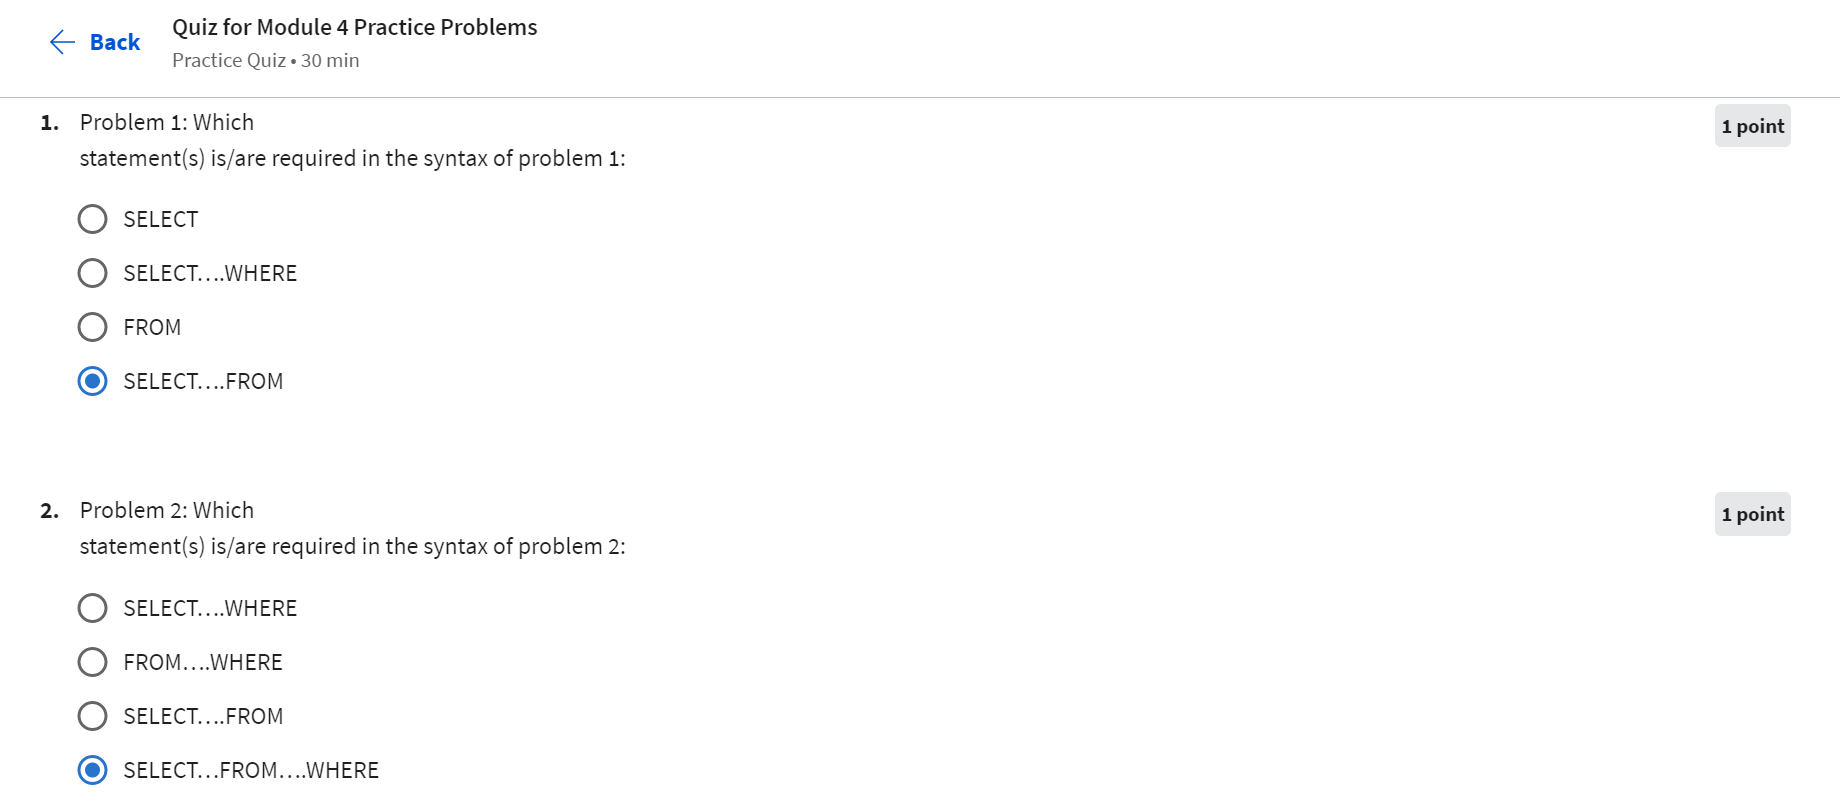 Back
Quiz for Module 4 Practice Problems
Practice Quiz • 30 min
1. Problem 1: Which
statement(s) is/are required in the syntax of problem 1:
1 point
SELECT
SELECT….WHERE
FROM
SELECT….FROM
2. Problem 2: Which
statement(s) is/are required in the syntax of problem 2:
1 point
SELECT….WHERE
FROM….WHERE
SELECT….FROM
SELECT…FROM….WHERE